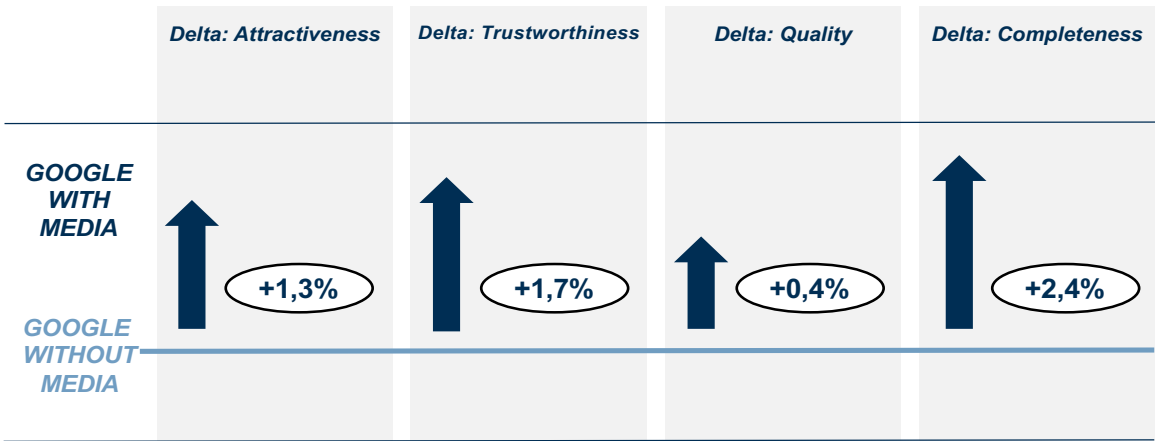 Delta: Attractiveness
Delta: Trustworthiness
Delta: Quality
Delta: Completeness
GOOGLE
WITH
MEDIA
+1,3%
+1,7%
+0,4%
+2,4%
GOOGLE
WITHOUT
MEDIA